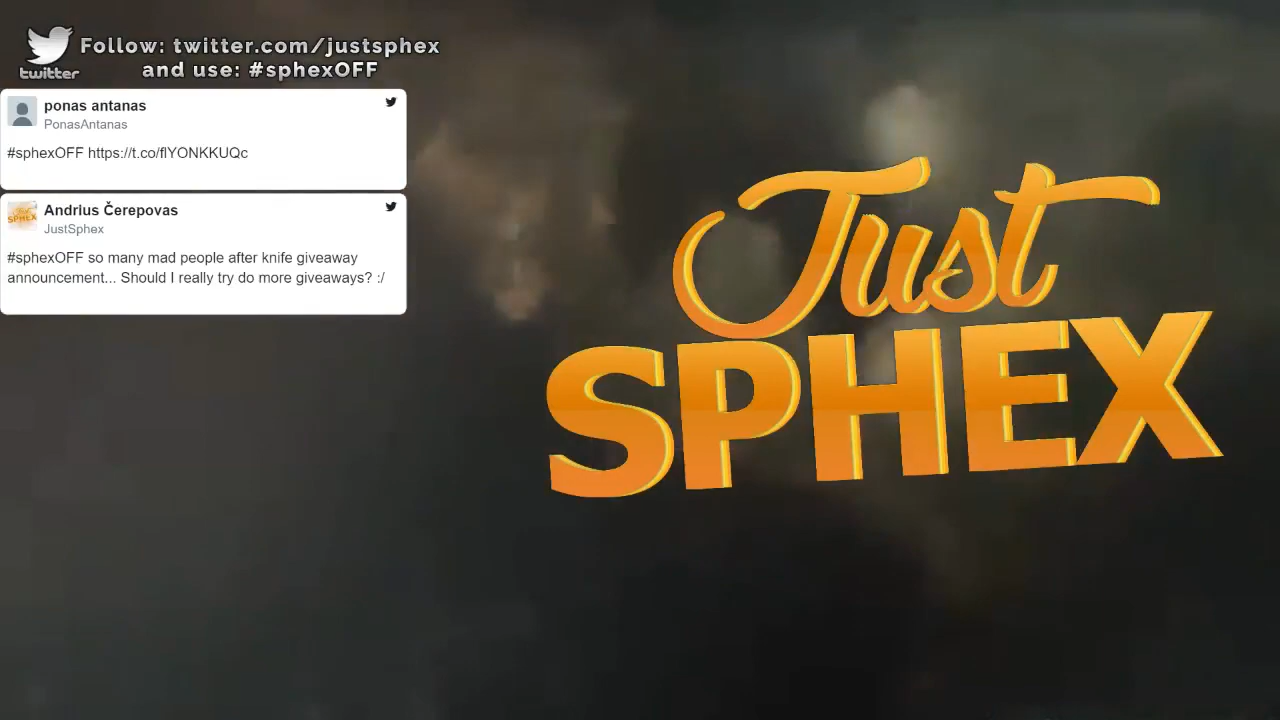 twitter
Follow: twitter.com/justsphex
and use: #sphexOFF
ponas antanas
PonasAntanas
#sphexOFF https://t.co/flYONKKUQc
Andrius Čerepovas
JustSphex
#sphexOFF so many mad people after knife giveaway
announcement... Should I really try do more giveaways? :/
Just
SPHEX